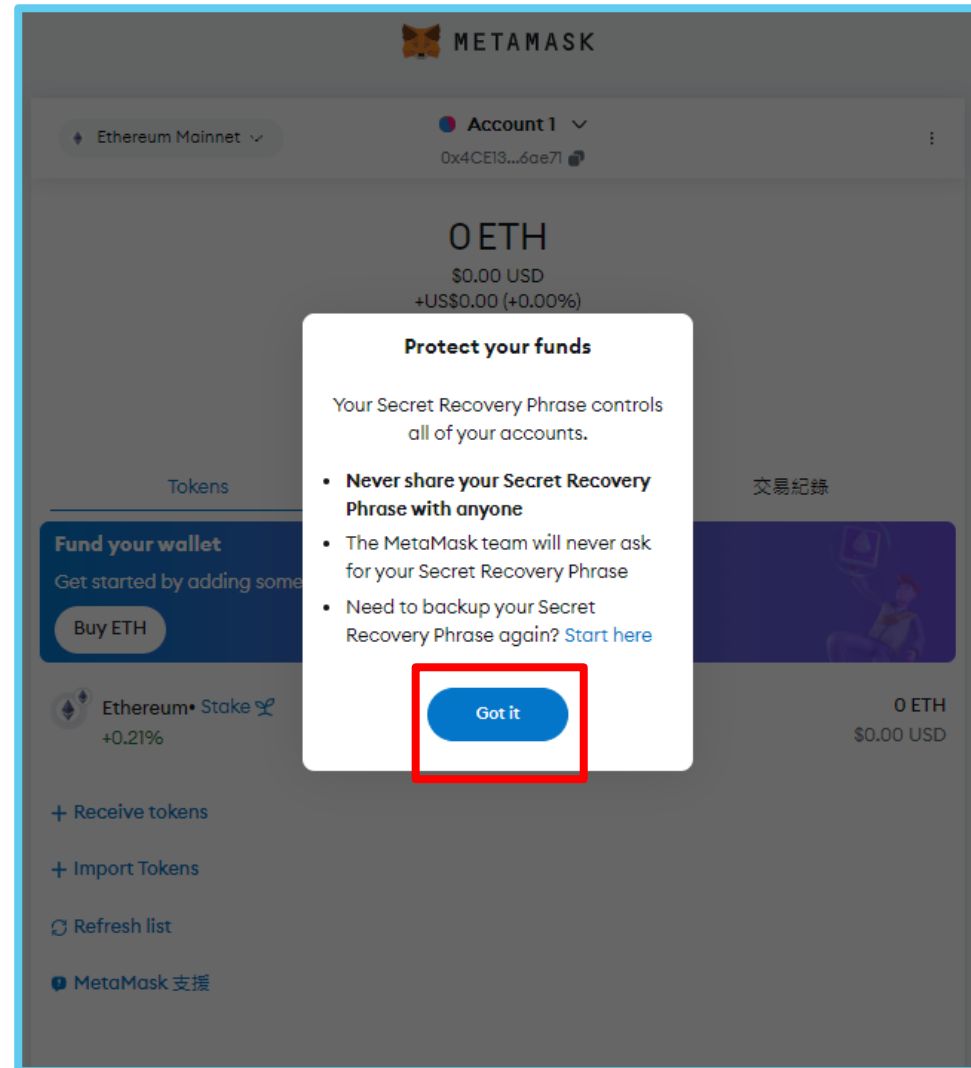 METAMASK
Ethereum Mainnet
Account 1
0x4CE13...6ae71
0 ETH
$0.00 USD
+US$0.00 (+0.00%)
Protect your funds
Your Secret Recovery Phrase controls
all of your accounts.
• Never share your Secret Recovery
Phrase with anyone
• The MetaMask team will never ask
for your Secret Recovery Phrase
• Need to backup your Secret
Recovery Phrase again? Start here
Got it
Tokens
交易紀錄
Fund your wallet
Get started by adding some
Buy ETH
Ethereum• Stake
+0.21%
0 ETH
$0.00 USD
+ Receive tokens
+ Import Tokens
Refresh list
MetaMask 支援